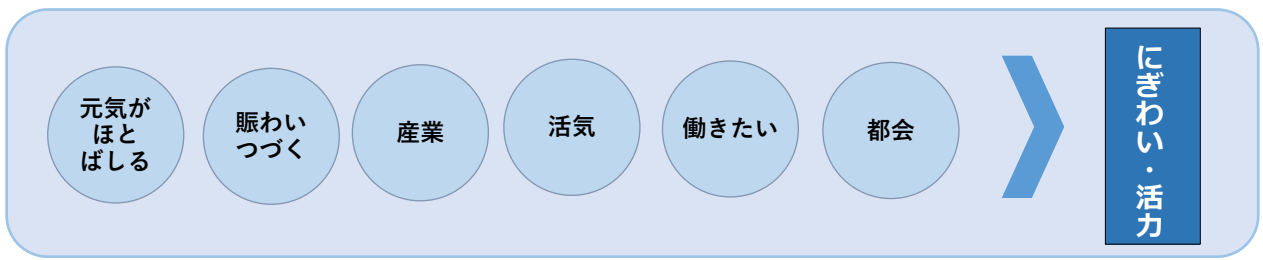 元気が
ほと
ばしる
賑わい
つづく
産業
活気
働きたい
都会
にぎわい・活力